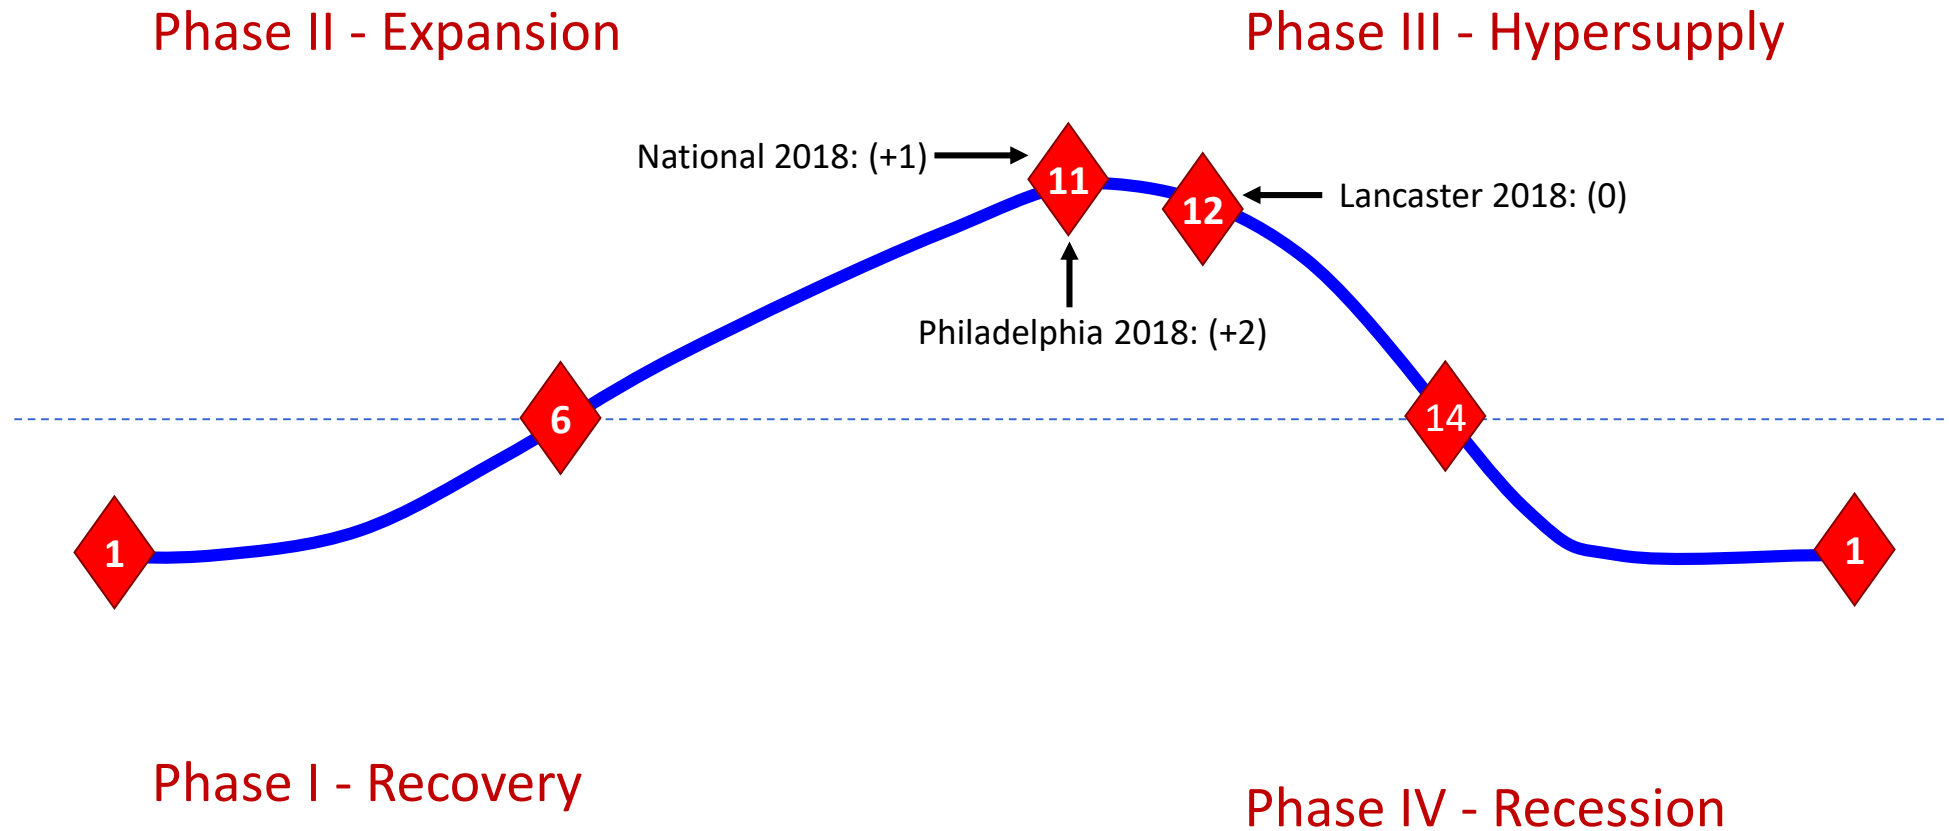 Phase II - Expansion
Phase III - Hypersupply
National 2018: (+1)
11
12
Lancaster 2018: (0)
Philadelphia 2018: (+2)
6
14
1
1
Phase I - Recovery
Phase IV - Recession